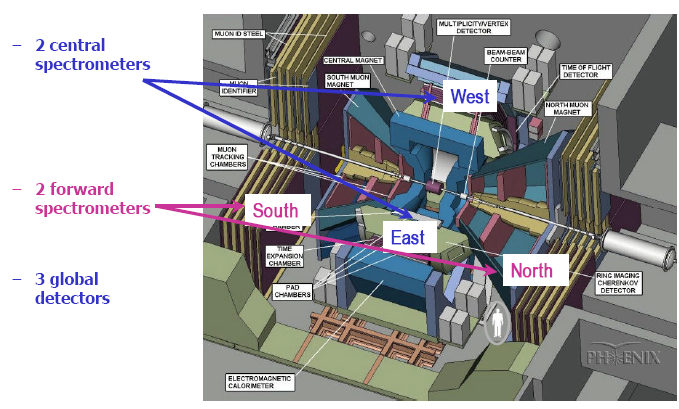 – 2 central
spectrometers
– 2 forward
spectrometers
– 3 global
detectors
MUON ID STEEL
MULTIPLICITY/VERTEX
DETECTOR
BEAM-BEAM
COUNTER
CENTRAL MAGNET
SOUTH MUON
MAGNET
TIME OF FLIGHT
DETECTOR
MUON
IDENTIFIER
West
NORTH MUON
MAGNET
MUON
TRACKING
CHAMBERS
South
East
TIME
EXPANSION
CHAMBER
North
PAD
CHAMBERS
RING IMAGING
CHERENKOV
DETECTOR
PHOENIX
ELECTROMAGNETIC
CALORIMETER